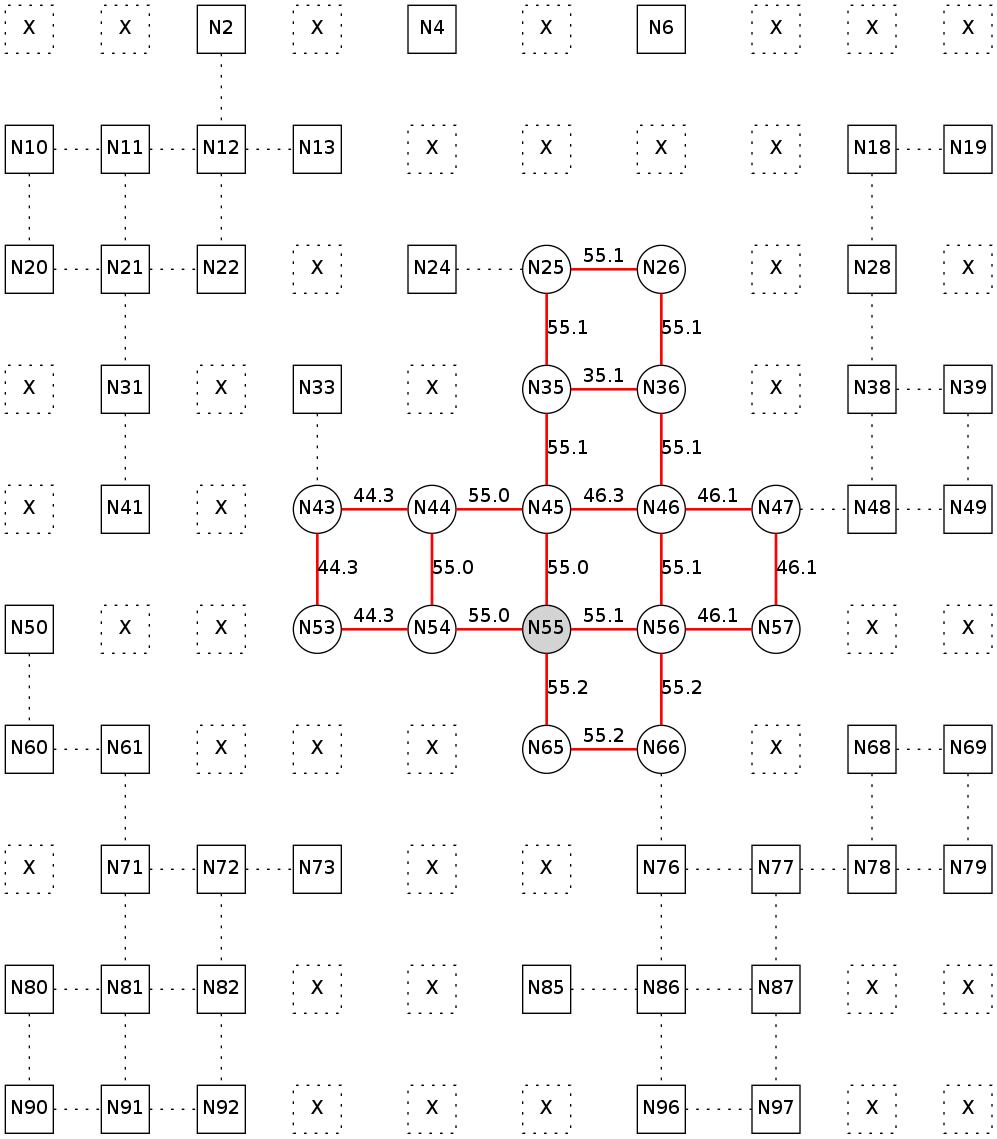 X X N2 X N4 X N6 X X X
N10 N11 N12 N13 X X X X N18 N19
55.1
N20 N21 N22 X N24 N25 N26 X N28 X
55.1 55.1
35.1
X N31 X N33 X N35 N36 X N38 N39
55.1 55.1
44.3 55.0 46.3 46.1
X N41 X N43 N44 N45 N46 N47 N48 N49
44.3 55.0 55.0 55.1 46.1
44.3 55.0 55.1 46.1
N50 X X N53 N54 N55 N56 N57 X X
55.2 55.2
55.2
N60 N61 X X X N65 N66 X N68 N69
X N71 N72 N73 X X N76 N77 N78 N79
N80 N81 N82 X X N85 N86 N87 X X
N90 N91 N92 X X X N96 N97 X X